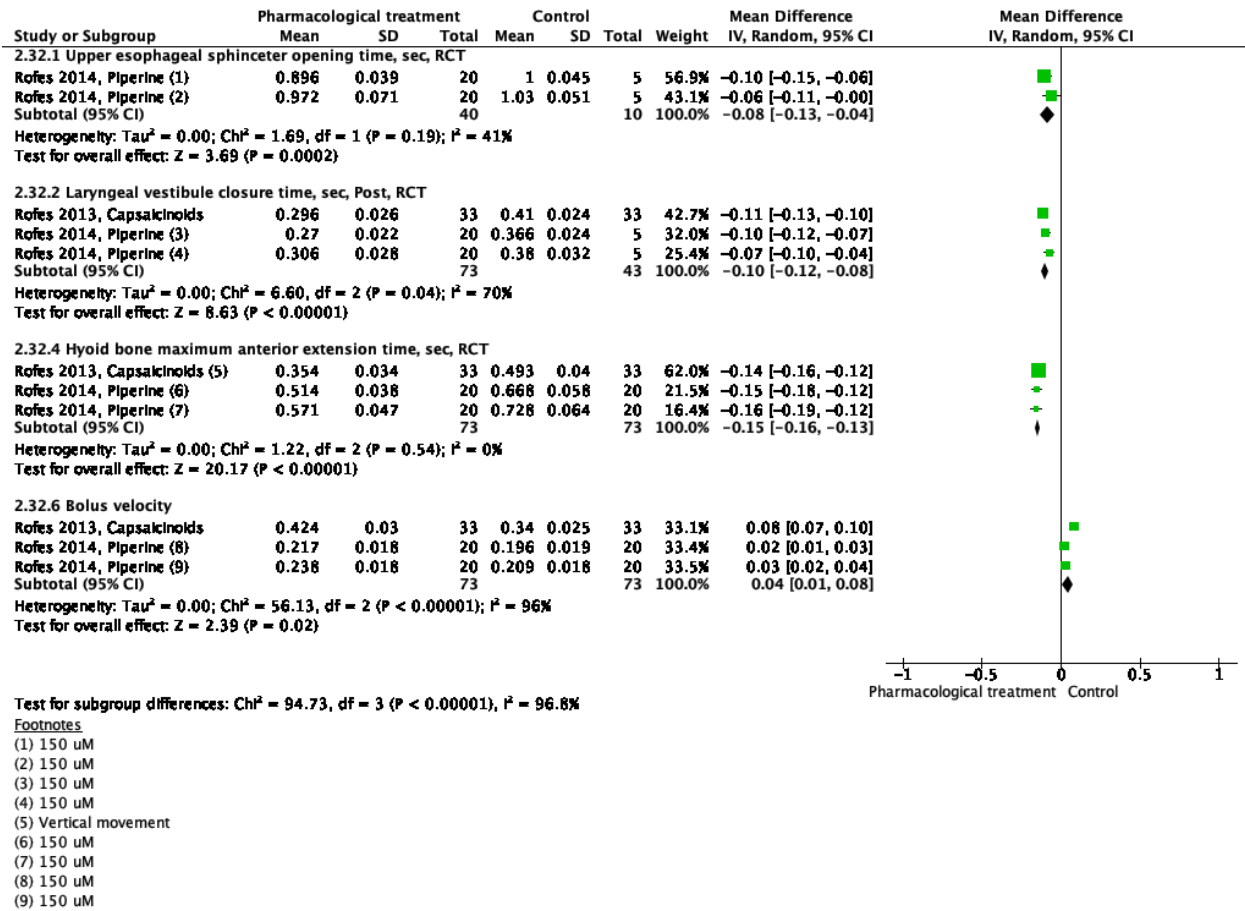 Pharmacological treatment Control Mean Difference Mean Difference
Study or Subgroup Mean SD Total Mean SD Total Weight IV, Random, 95% CI IV, Random, 95% CI
2.32.1 Upper esophageal sphinceter opening time, sec, RCT
Rofes 2014, Piperine (1) 0.896 0.039 20 1 0.045 5 56.9% −0.10 [−0.15, −0.06]
Rofes 2014, Piperine (2) 0.972 0.071 20 1.03 0.051 5 43.1% −0.06 [−0.11, −0.00]
Subtotal (95% CI) 40 10 100.0% −0.08 [−0.13, −0.04]
Heterogeneity: Tau² = 0.00; Chi² = 1.69, df = 1 (P = 0.19); I² = 41%
Test for overall effect: Z = 3.69 (P = 0.0002)
2.32.2 Laryngeal vestibule closure time, sec, Post, RCT
Rofes 2013, Capsaicinoids 0.296 0.026 33 0.41 0.024 33 42.7% −0.11 [−0.13, −0.10]
Rofes 2014, Piperine (3) 0.27 0.022 20 0.366 0.024 5 32.0% −0.10 [−0.12, −0.07]
Rofes 2014, Piperine (4) 0.306 0.028 20 0.38 0.032 5 25.4% −0.07 [−0.10, −0.04]
Subtotal (95% CI) 73 43 100.0% −0.10 [−0.12, −0.08]
Heterogeneity: Tau² = 0.00; Chi² = 6.60, df = 2 (P = 0.04); I² = 70%
Test for overall effect: Z = 8.63 (P < 0.00001)
2.32.4 Hyoid bone maximum anterior extension time, sec, RCT
Rofes 2013, Capsaicinoids (5) 0.354 0.034 33 0.493 0.04 33 62.0% −0.14 [−0.16, −0.12]
Rofes 2014, Piperine (6) 0.514 0.038 20 0.668 0.058 20 21.5% −0.15 [−0.18, −0.12]
Rofes 2014, Piperine (7) 0.571 0.047 20 0.728 0.064 20 16.4% −0.16 [−0.19, −0.12]
Subtotal (95% CI) 73 73 100.0% −0.15 [−0.16, −0.13]
Heterogeneity: Tau² = 0.00; Chi² = 1.22, df = 2 (P = 0.54); I² = 0%
Test for overall effect: Z = 20.17 (P < 0.00001)
2.32.6 Bolus velocity
Rofes 2013, Capsaicinoids 0.424 0.03 33 0.34 0.025 33 33.1% 0.08 [0.07, 0.10]
Rofes 2014, Piperine (8) 0.217 0.018 20 0.196 0.019 20 33.4% 0.02 [0.01, 0.03]
Rofes 2014, Piperine (9) 0.238 0.018 20 0.209 0.018 20 33.5% 0.03 [0.02, 0.04]
Subtotal (95% CI) 73 73 100.0% 0.04 [0.01, 0.08]
Heterogeneity: Tau² = 0.00; Chi² = 56.13, df = 2 (P < 0.00001); I² = 96%
Test for overall effect: Z = 2.39 (P = 0.02)
−1 −0.5 0 0.5 1
Pharmacological treatment Control
Test for subgroup differences: Chi² = 94.73, df = 3 (P < 0.00001), I² = 96.8%
Footnotes
(1) 150 uM
(2) 150 uM
(3) 150 uM
(4) 150 uM
(5) Vertical movement
(6) 150 uM
(7) 150 uM
(8) 150 uM
(9) 150 uM